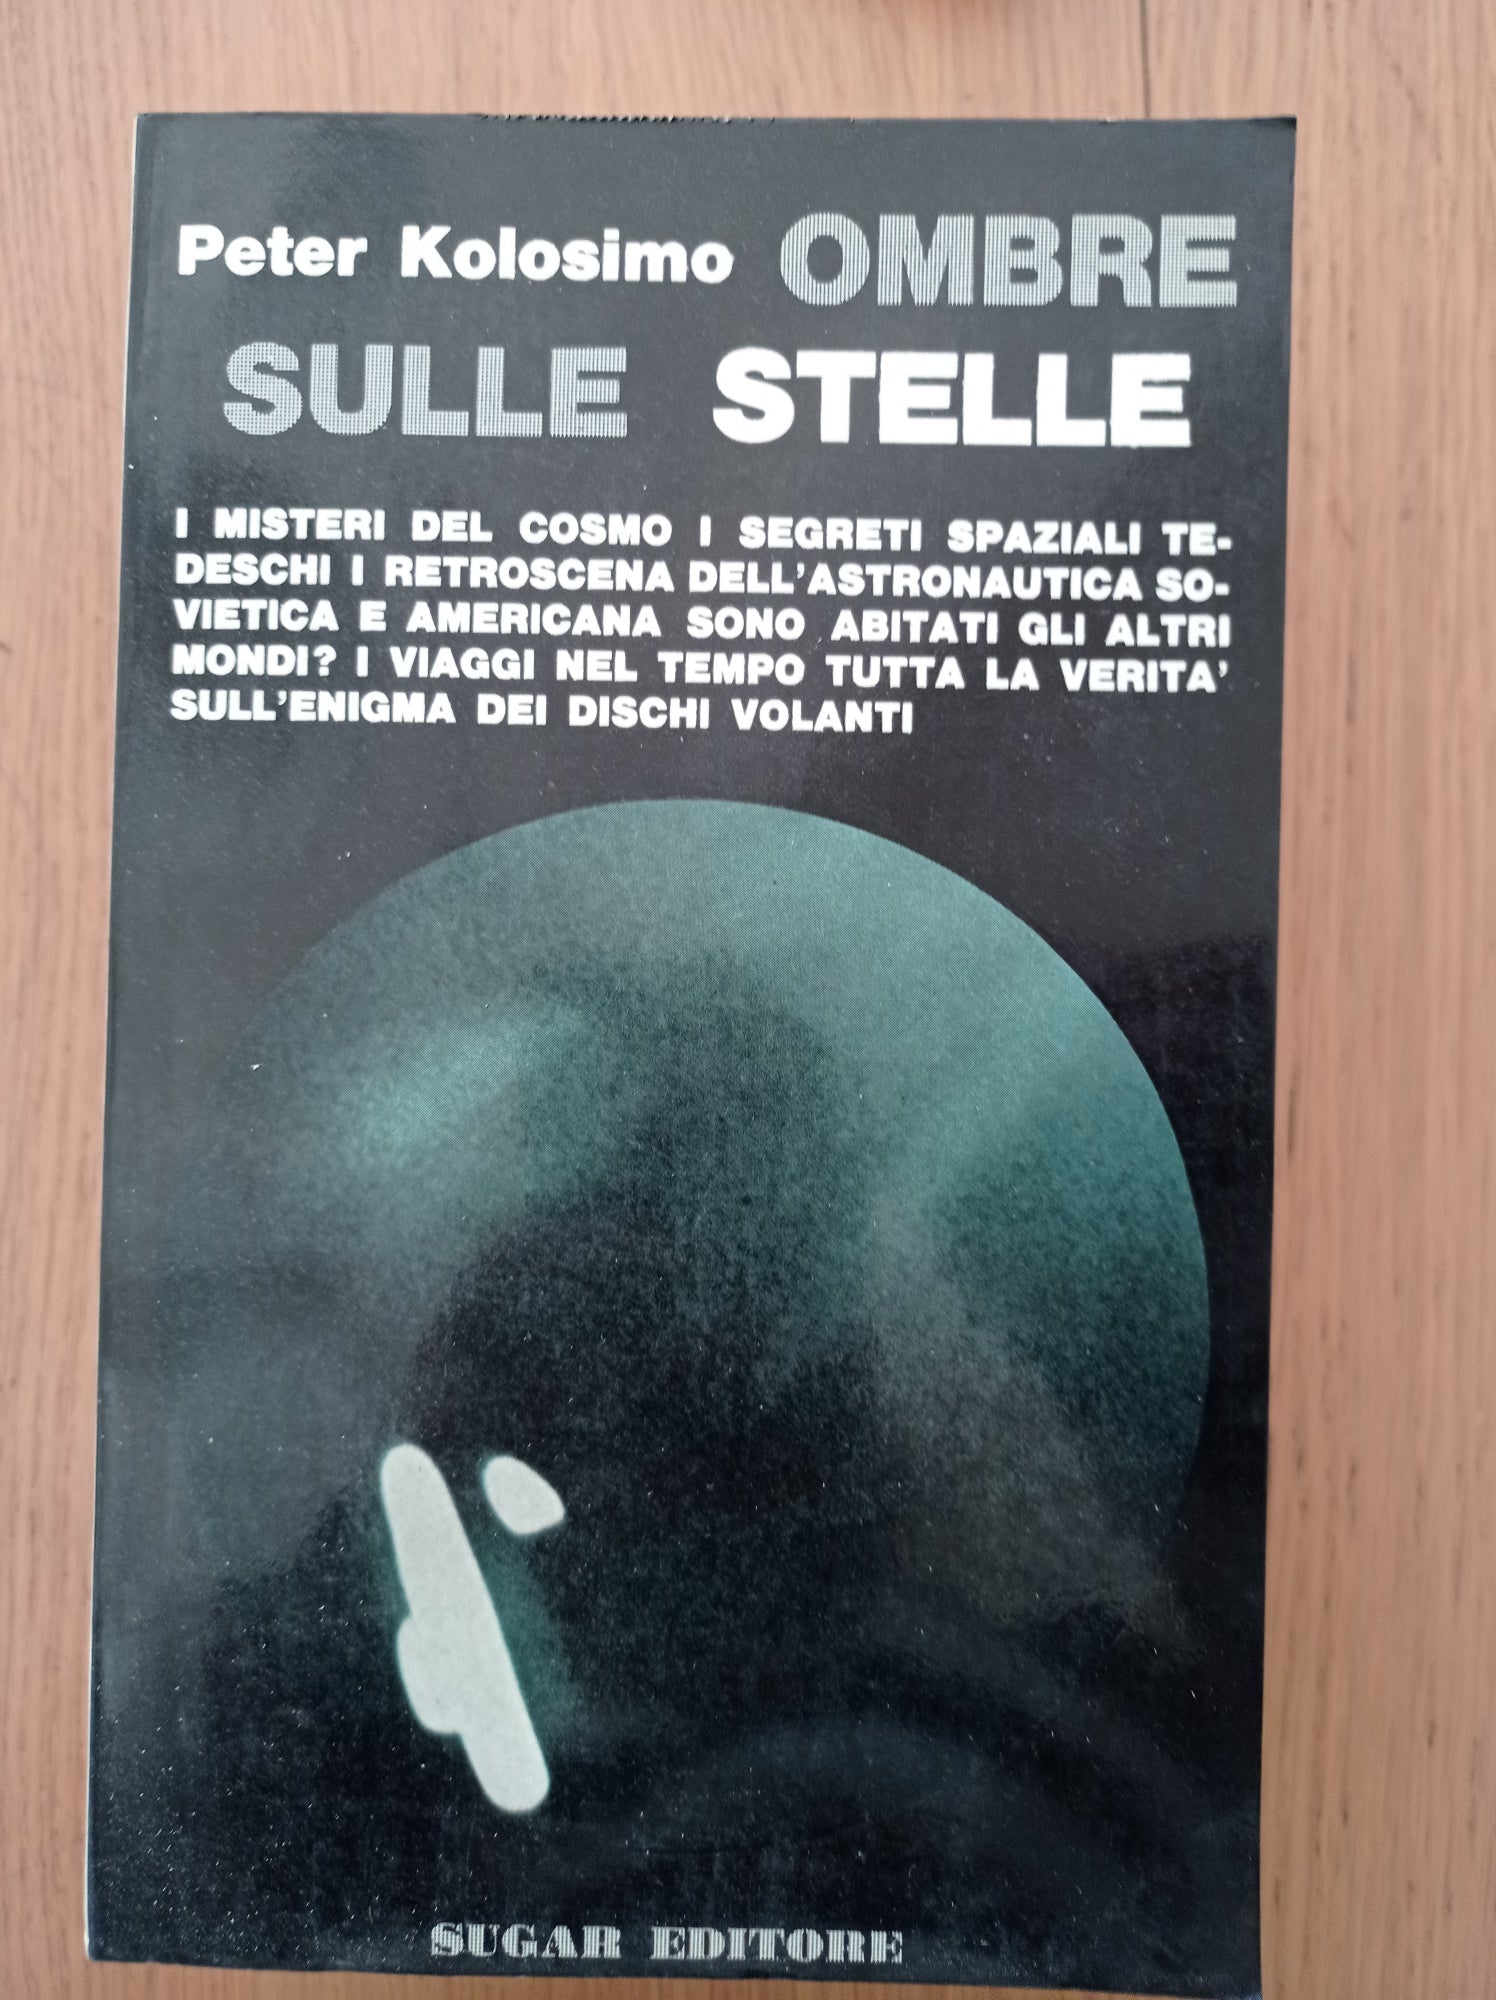 Peter Kolosimo OMBRE
SULLE STELLE
I MISTERI DEL COSMO I SEGRETI SPAZIALI TE-
DESCHI I RETROSCENA DELL'ASTRONAUTICA SO-
VIETICA E AMERICANA SONO ABITATI GLI ALTRI
MONDI? I VIAGGI NEL TEMPO TUTTA LA VERITA'
SULL'ENIGMA DEI DISCHI VOLANTI
SUGAR EDITORE